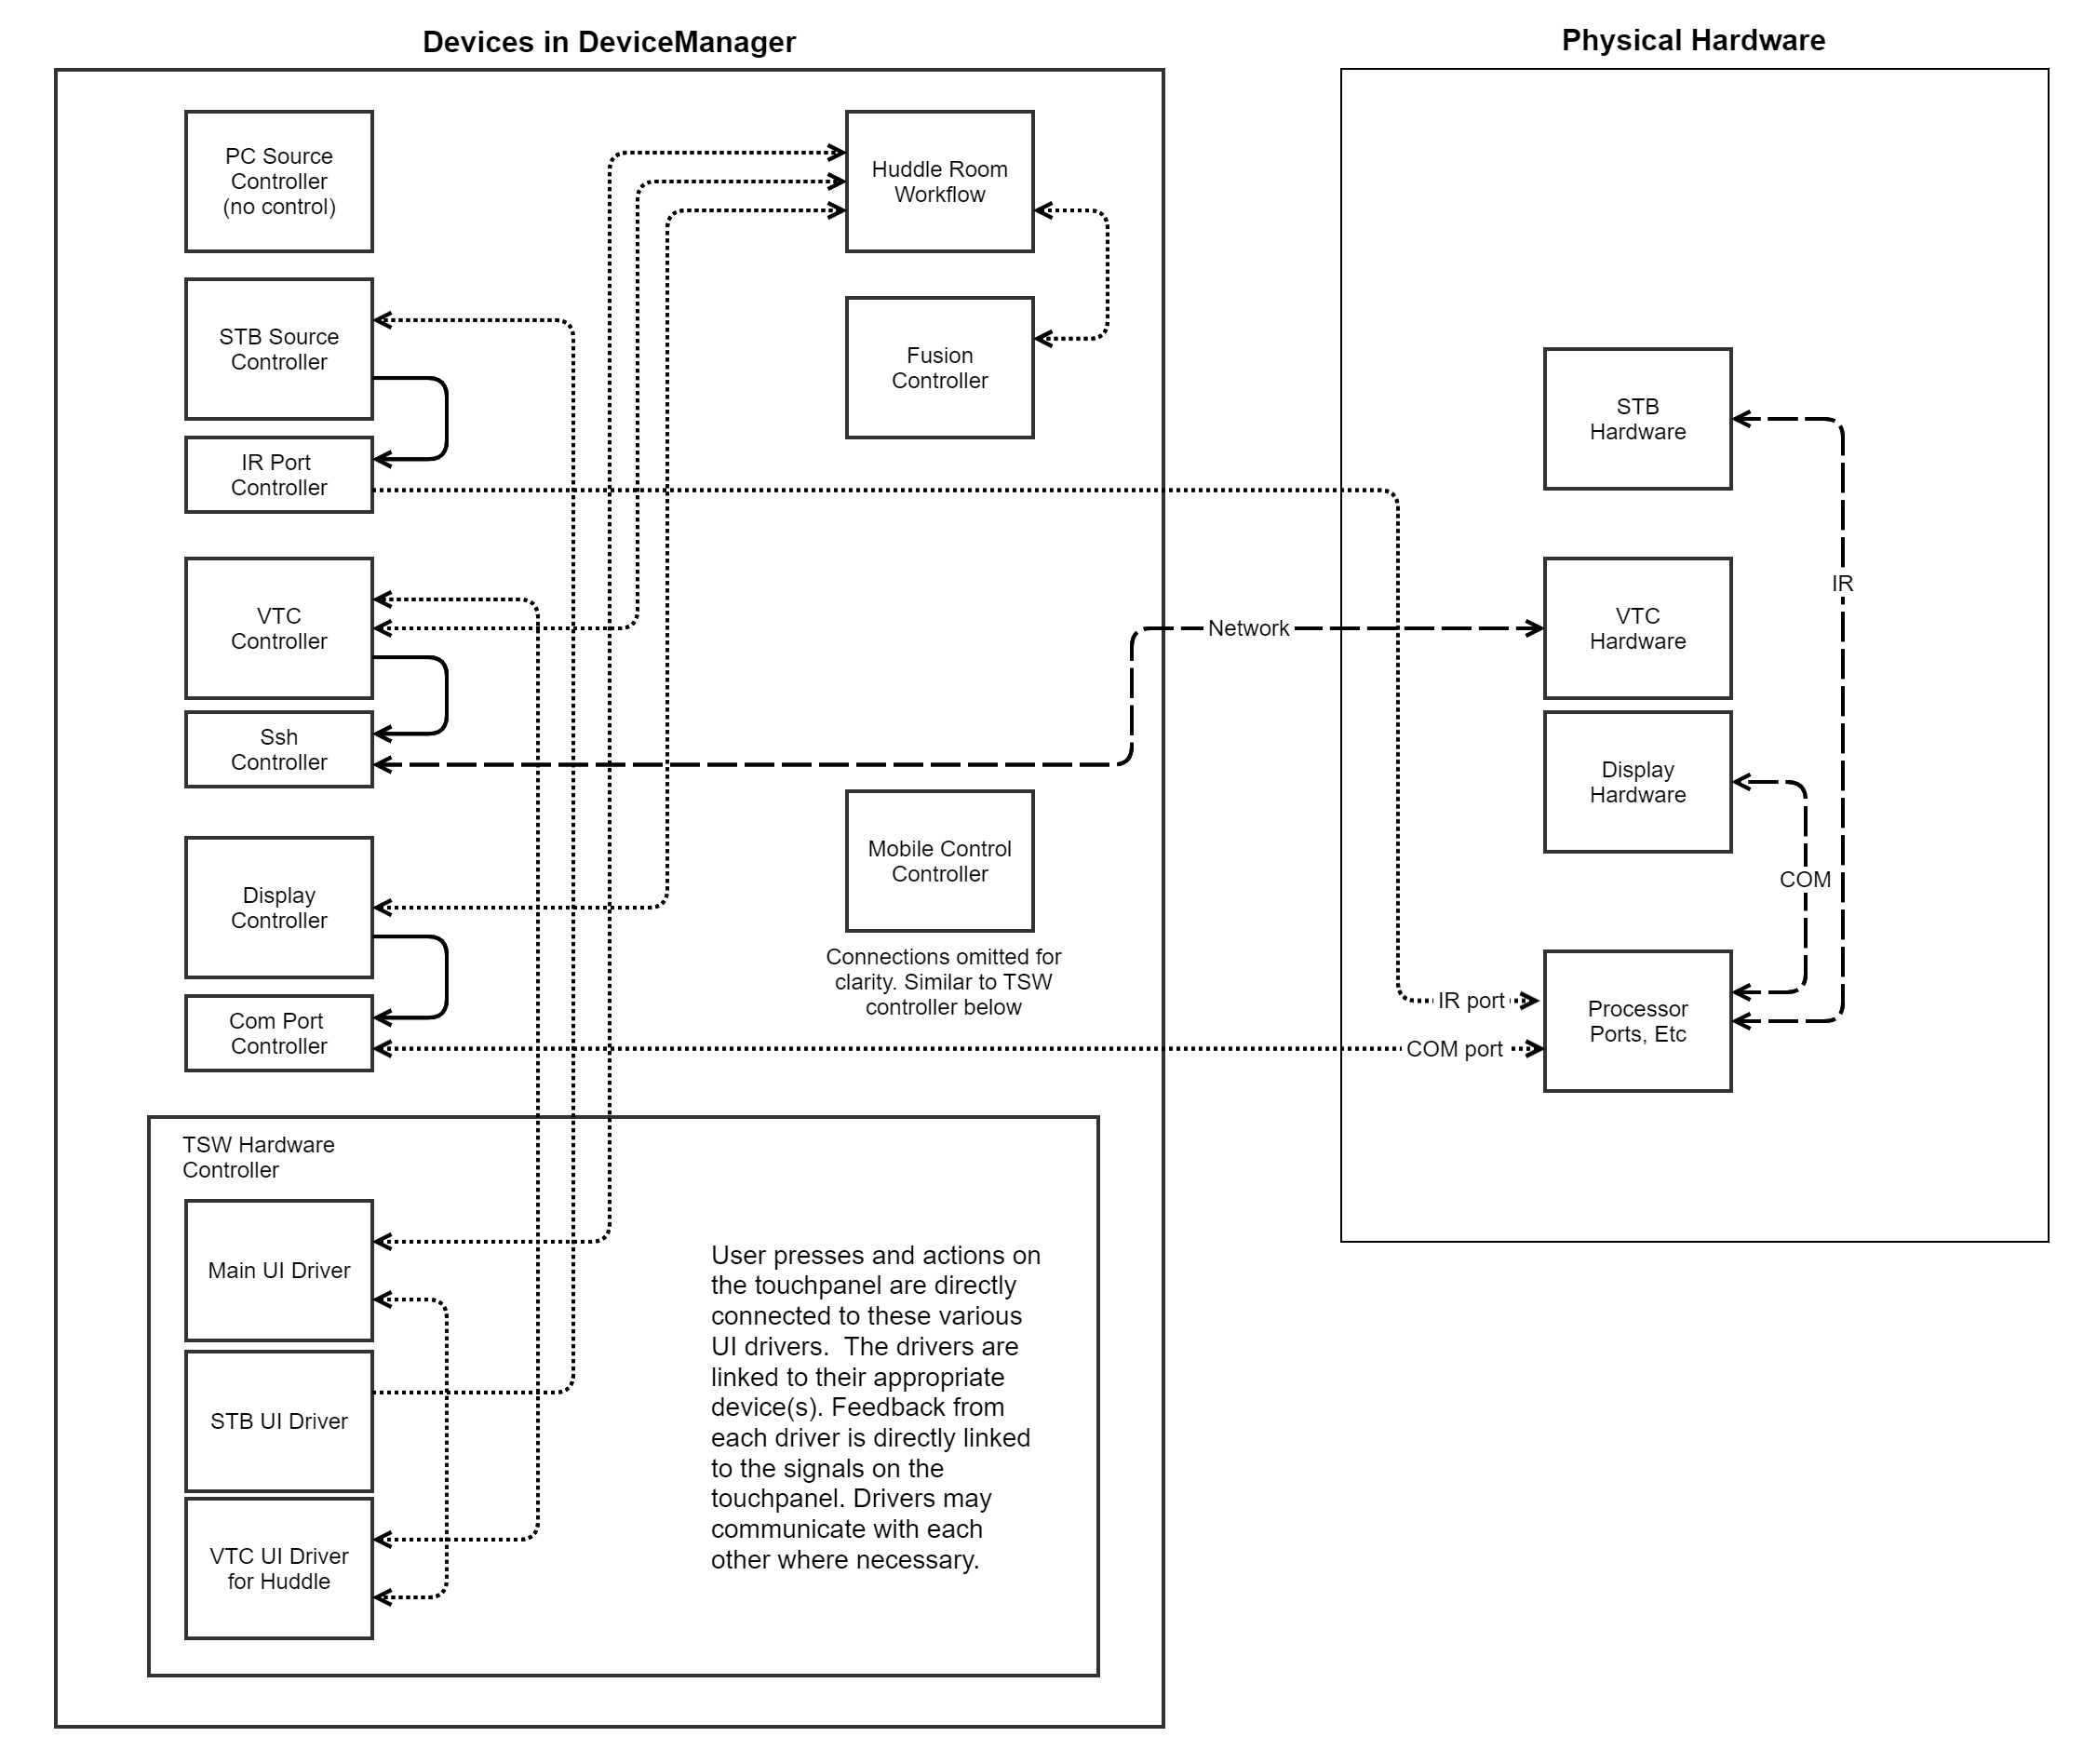 Devices in DeviceManager
Physical Hardware
PC Source
Controller
(no control)
Huddle Room
Workflow
STB Source
Controller
Fusion
Controller
IR Port
Controller
STB
Hardware
VTC
Controller
Ssh
Controller
Network
VTC
Hardware
IR
Display
Hardware
COM
Mobile Control
Controller
Connections omitted for
clarity. Similar to TSW
controller below
Display
Controller
Com Port
Controller
IR port
COM port
Processor
Ports, Etc
TSW Hardware
Controller
Main UI Driver
STB UI Driver
VTC UI Driver
for Huddle
User presses and actions on
the touchpanel are directly
connected to these various
UI drivers.  The drivers are
linked to their appropriate
device(s). Feedback from
each driver is directly linked
to the signals on the
touchpanel. Drivers may
communicate with each
other where necessary.